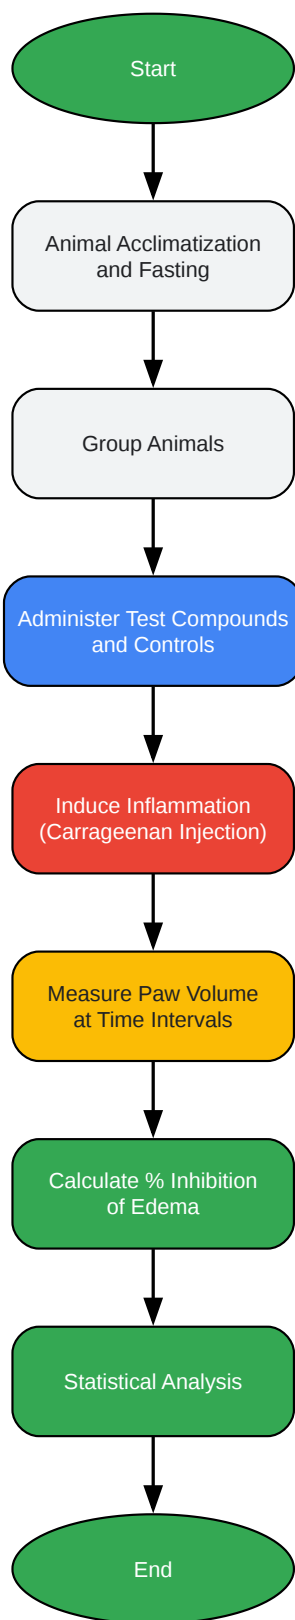 Start
Animal Acclimatization
and Fasting
Group Animals
Administer Test Compounds
and Controls
Induce Inflammation
(Carrageenan Injection)
Measure Paw Volume
at Time Intervals
Calculate % Inhibition
of Edema
Statistical Analysis
End